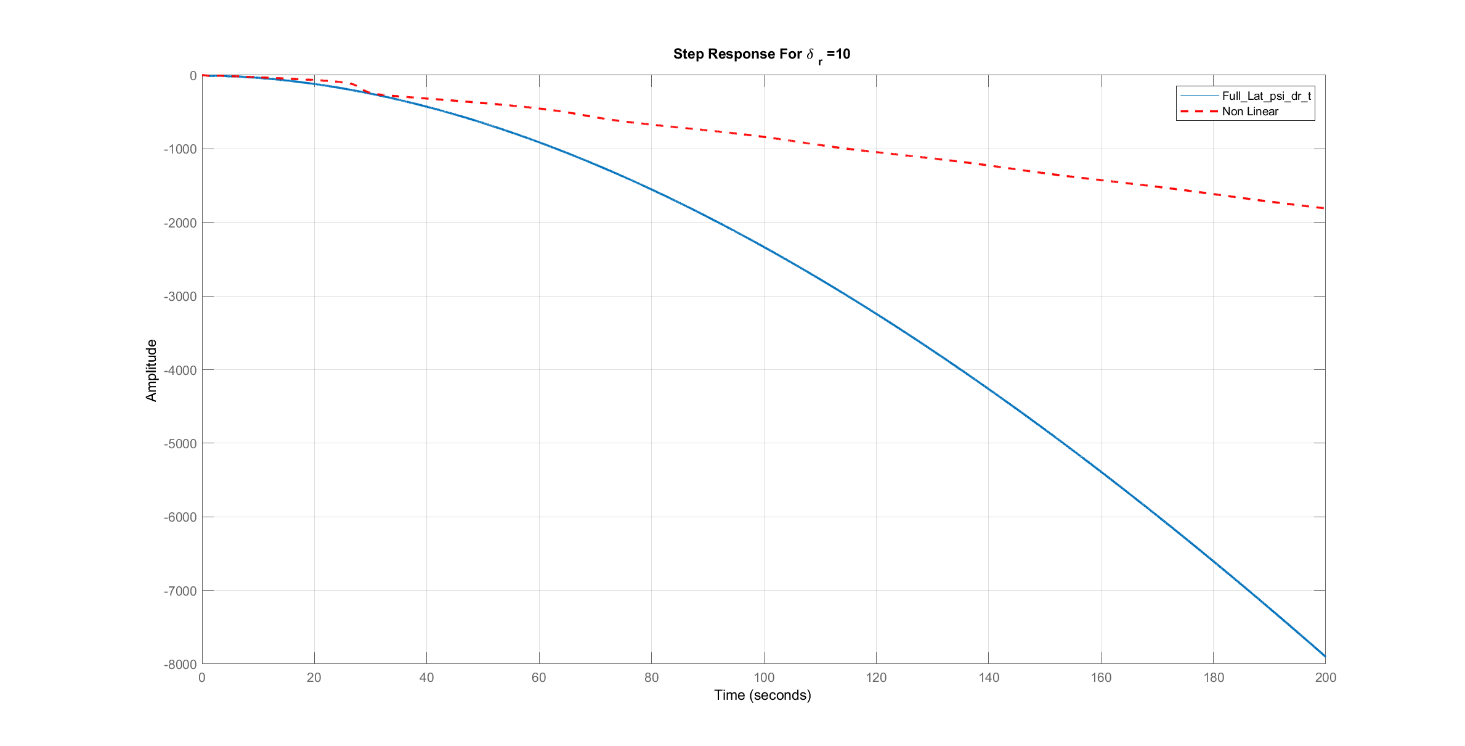 Step Response For δ r =10
0
-1000
-2000
-3000
-4000
-5000
-6000
-7000
-8000
Amplitude
Full_Lat_psi_dr_t
Non Linear
0 20 40 60 80 100 120 140 160 180 200
Time (seconds)